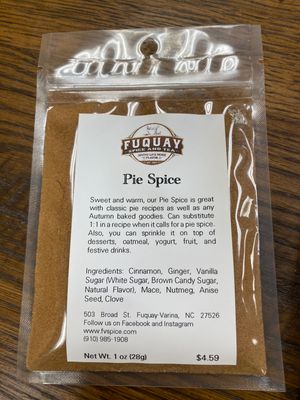 FUQUAY
SPICE AND TEA
Pie Spice
Sweet and warm, our Pie Spice is great
with classic pie recipes as well as any
Autumn baked goodies. Can substitute
1:1 in a recipe when it calls for a pie spice.
Also, you can sprinkle it on top of
desserts, oatmeal, yogurt, fruit, and
festive drinks.
Ingredients: Cinnamon, Ginger, Vanilla
Sugar (White Sugar, Brown Candy Sugar,
Natural Flavor), Mace, Nutmeg, Anise
Seed, Clove
503 Broad St. Fuquay-Varina, NC 27526
Follow us on Facebook and Instagram
www.fvspice.com
(910) 985-1908
Net Wt. 1 oz (28g) $4.59